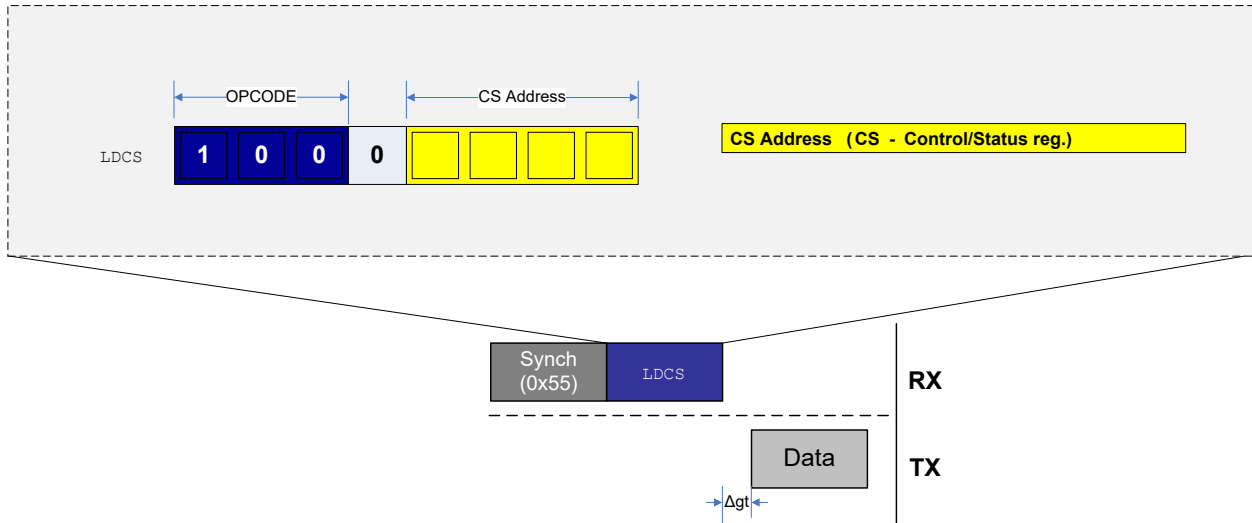 OPCODE
CS Address
LDCS
1 0 0 0
CS Address (CS - Control/Status reg.)
Synch
(0x55)
LDCS
RX
Data
TX
Δgt